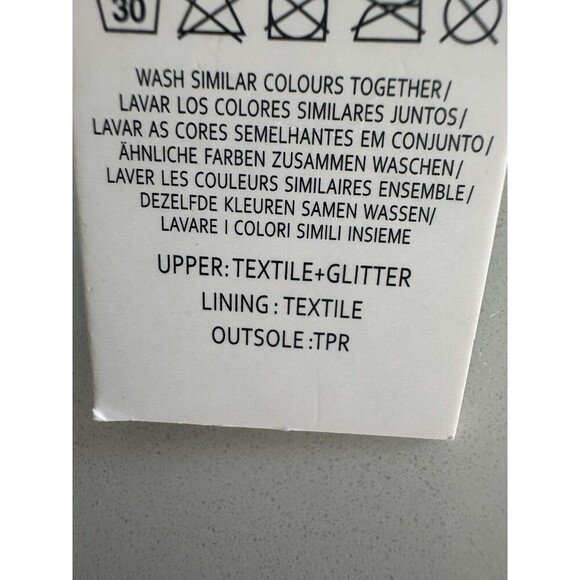 30
WASH SIMILAR COLOURS TOGETHER/
LAVAR LOS COLORES SIMILARES JUNTOS/
LAVAR AS CORES SEMELHANTES EM CONJUNTO/
ÄHNLICHE FARBEN ZUSAMMEN WASCHEN/
LAVER LES COULEURS SIMILAIRES ENSEMBLE/
DEZELFDE KLEUREN SAMEN WASSEN/
LAVARE I COLORI SIMILI INSIEME
UPPER:TEXTILE+GLITTER
LINING:TEXTILE
OUTSOLE:TPR